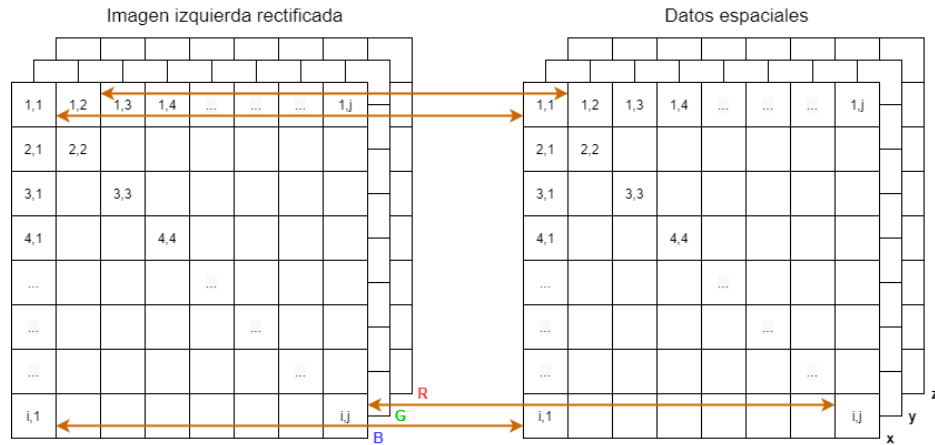 Imagen izquierda rectificada
Datos espaciales
1,1 1,2 1,3 1,4 ... ... ... 1,j
2,1 2,2
3,1 3,3
4,1 4,4
... ...
... ...
... ...
i,1 i,j
R
G
B
1,1 1,2 1,3 1,4 ... ... ... 1,j
2,1 2,2
3,1 3,3
4,1 4,4
... ...
... ...
... ...
i,1 i,j
z
y
x